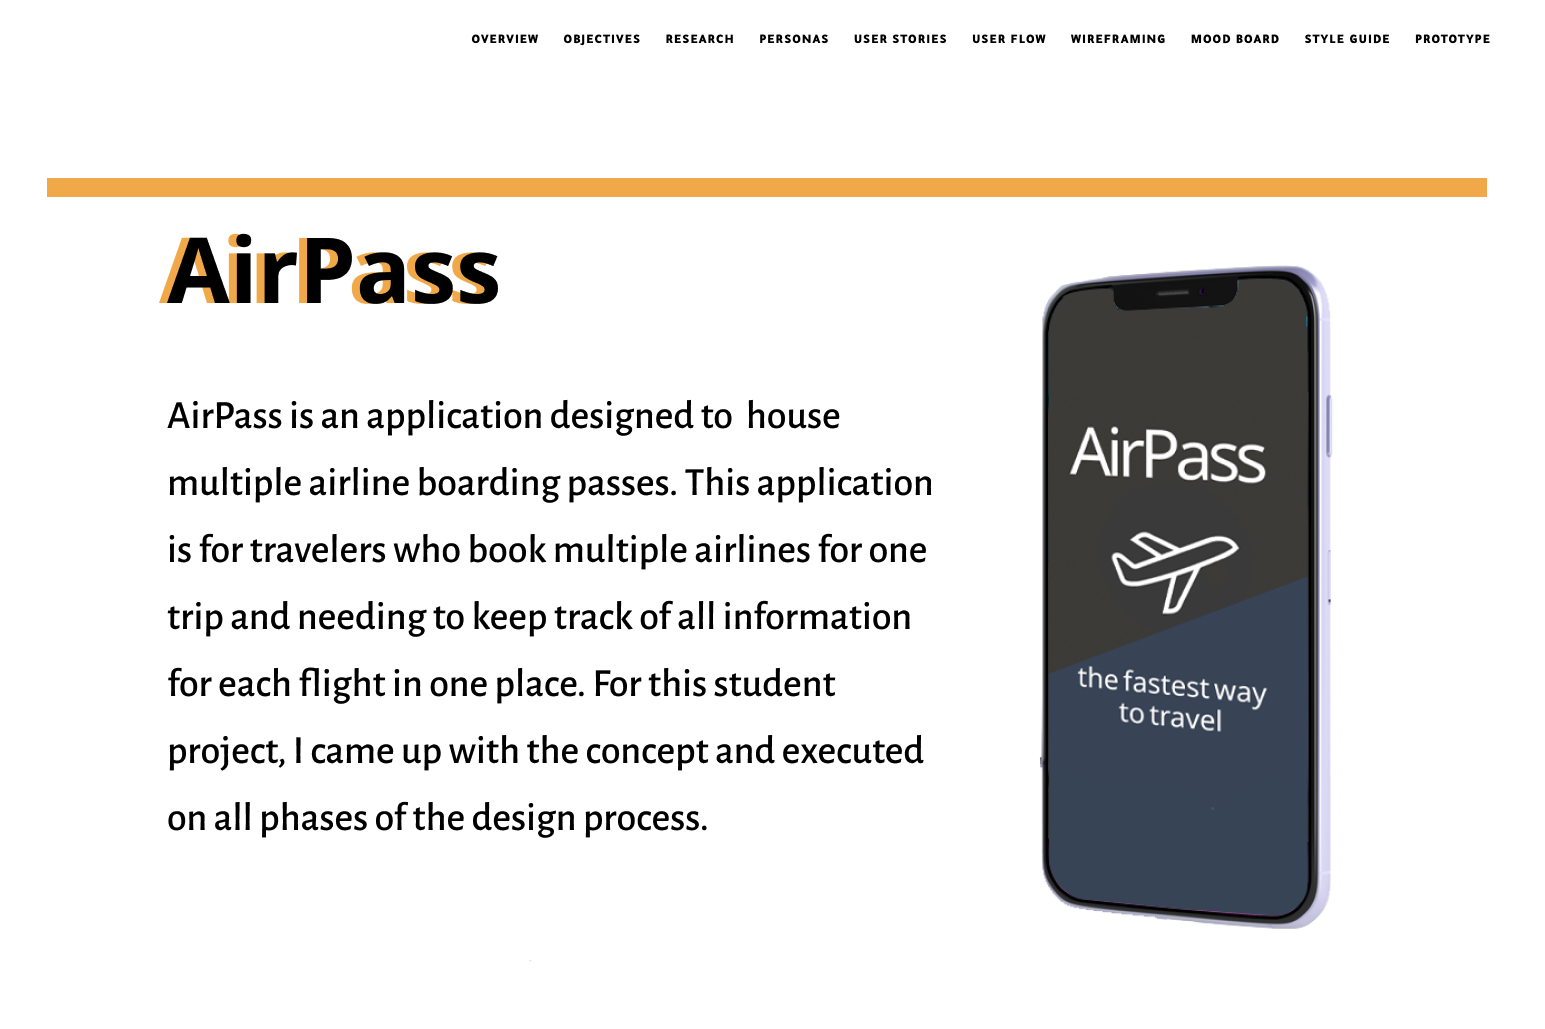 OVERVIEW OBJECTIVES RESEARCH PERSONAS USER STORIES USER FLOW WIREFRAMING MOOD BOARD STYLE GUIDE PROTOTYPE
AirPass
AirPass is an application designed to  house
multiple airline boarding passes. This application
is for travelers who book multiple airlines for one
trip and needing to keep track of all information
for each flight in one place. For this student
project, I came up with the concept and executed
on all phases of the design process.
AirPass
the fastest way
to travel